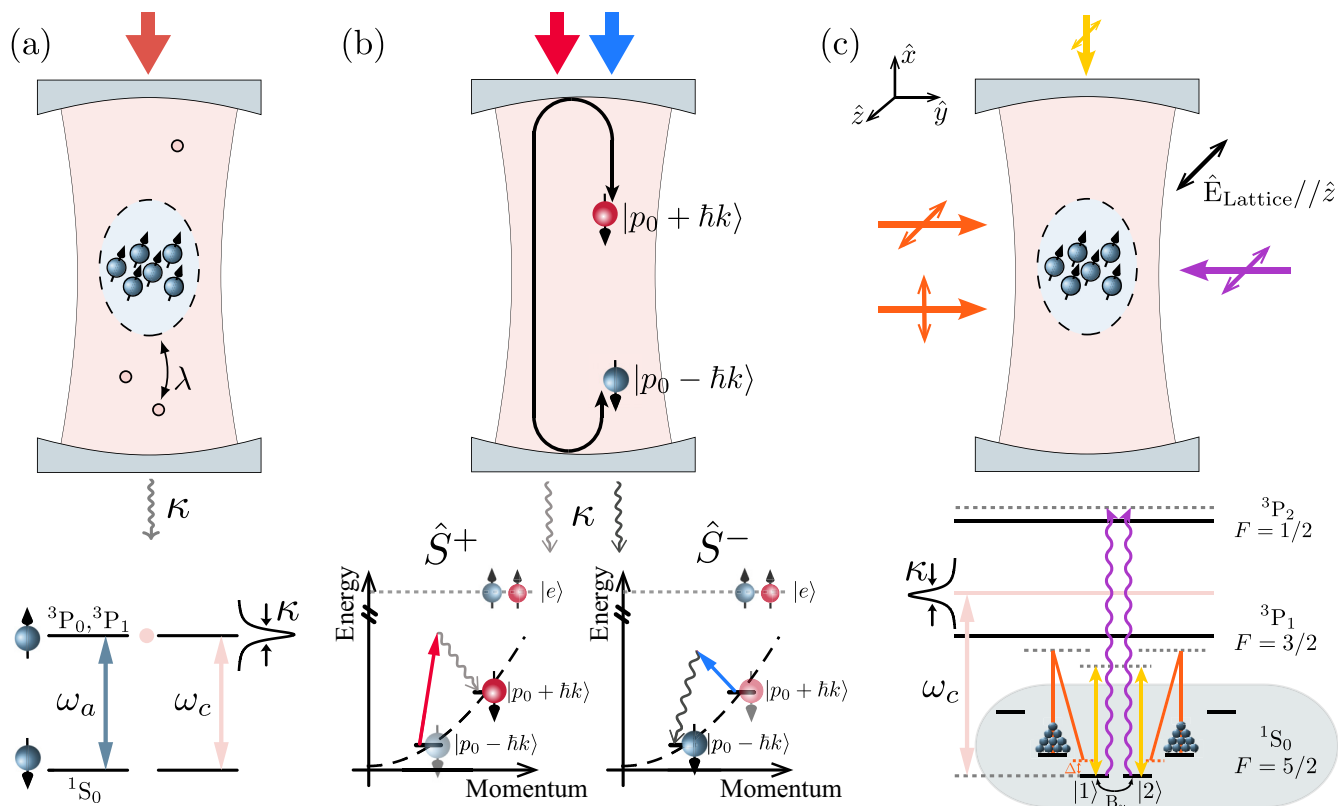 (a)
λ
κ
κ
³P₀,³P₁
ωₐ
ω_c
¹S₀
(b)
|p₀ + ħk⟩
|p₀ − ħk⟩
κ
Ŝ⁺
Ŝ⁻
Energy
|e⟩
|p₀ + ħk⟩
|p₀ − ħk⟩
Momentum
Energy
|e⟩
|p₀ + ħk⟩
|p₀ − ħk⟩
Momentum
(c)
x̂
ŷ
ẑ
Ê_Lattice//ẑ
³P₂
F = 1/2
κ
³P₁
F = 3/2
ω_c
¹S₀
F = 5/2
|1⟩
|2⟩